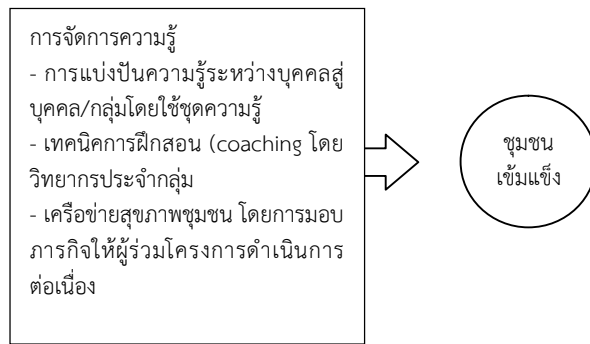 การจัดการความรู้
- การแบ่งปันความรู้ระหว่างบุคคลสู่
บุคคล/กลุ่มโดยใช้ชุดความรู้
- เทคนิคการฝึกสอน (coaching โดย
วิทยากรประจำกลุ่ม
- เครือข่ายสุขภาพชุมชน โดยการมอบ
ภารกิจให้ผู้ร่วมโครงการดำเนินการ
ต่อเนื่อง
ชุมชน
เข้มแข็ง